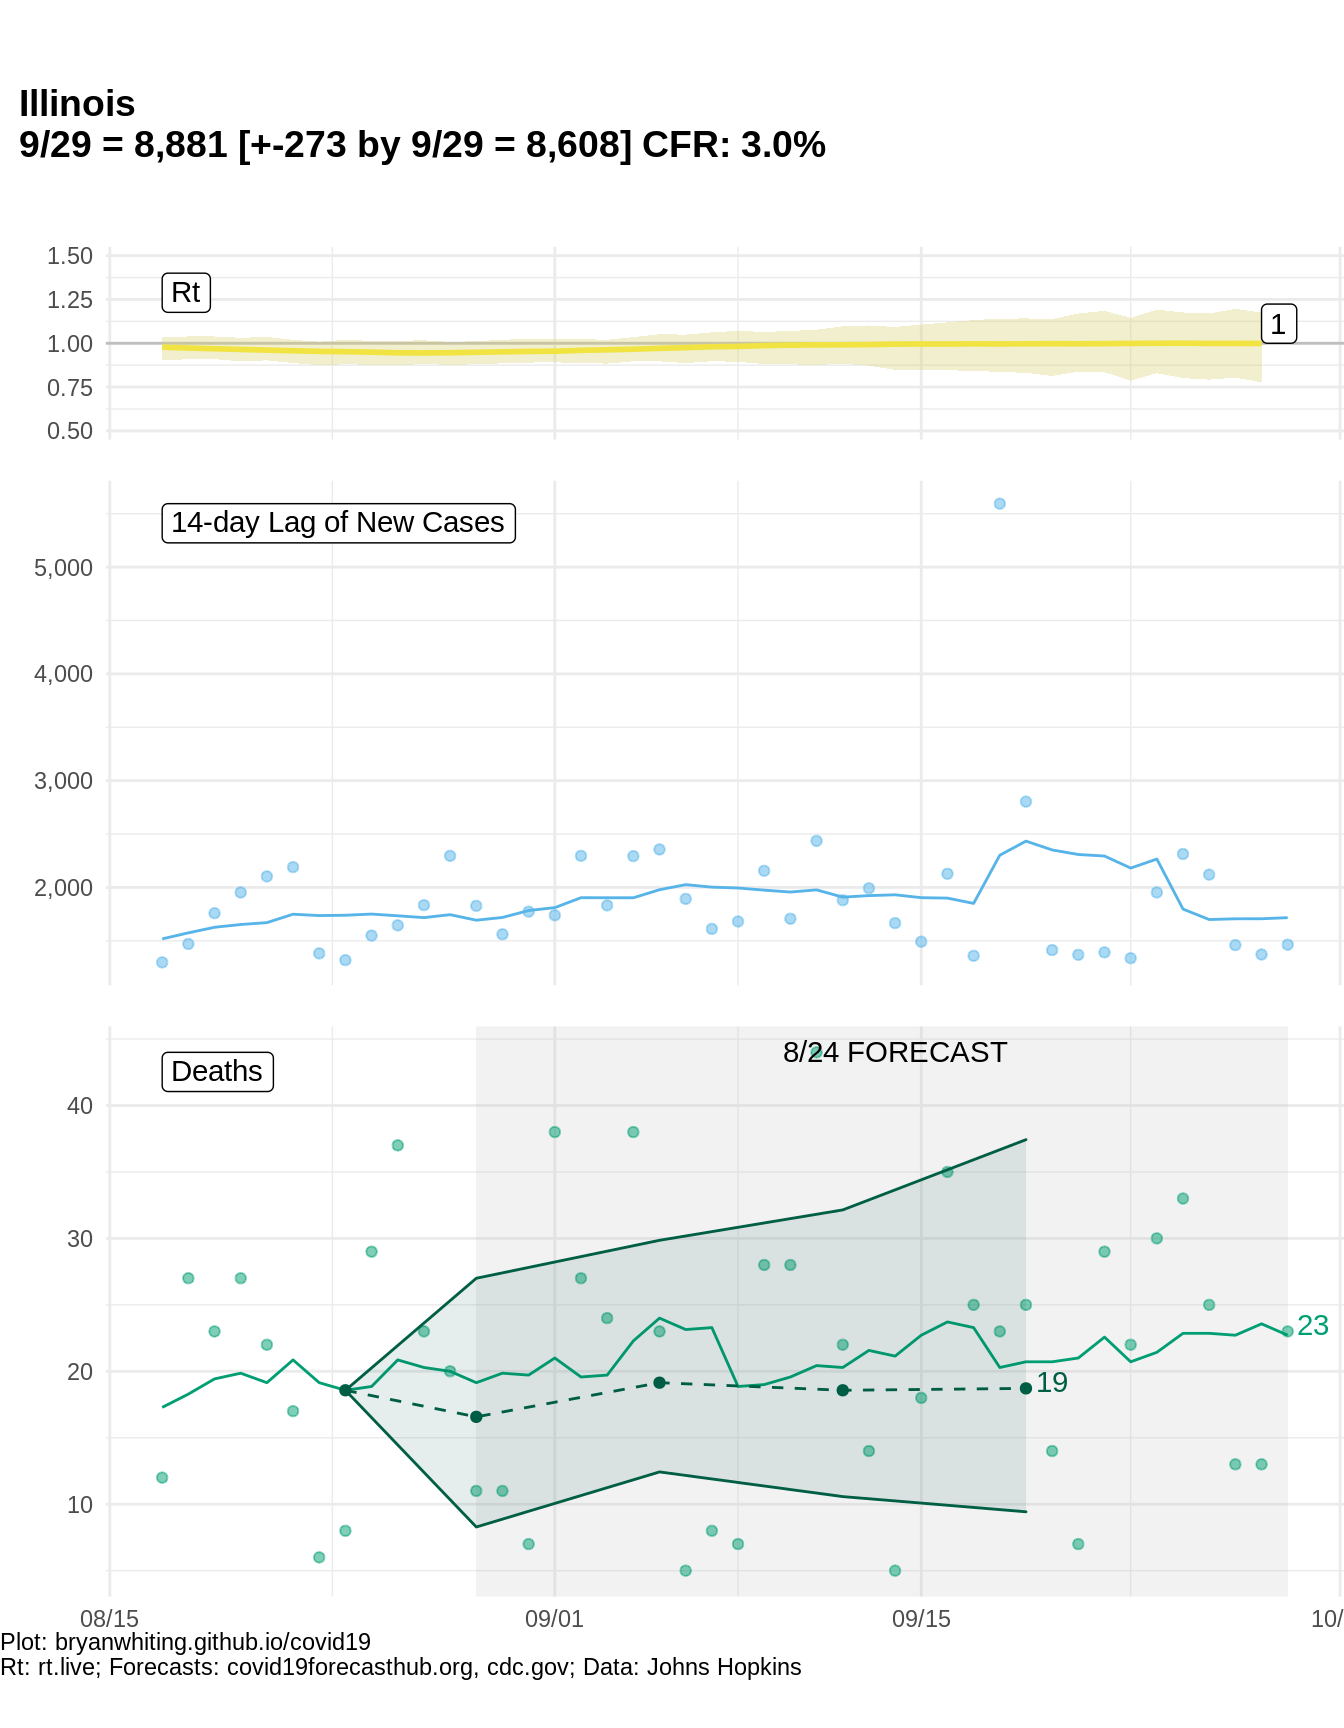 Illinois
9/29 = 8,881 [+-273 by 9/29 = 8,608] CFR: 3.0%
1.50
Rt
1.25
1
1.00
0.75
0.50
14-day Lag of New Cases
5,000
4,000
3,000
2,000
8/24 FORECAST
Deaths
40
30
23
20
19
10
08/15
09/01
09/15
10/
Plot: bryanwhiting.github.io/covid19
Rt: rt.live; Forecasts: covid19forecasthub.org, cdc.gov; Data: Johns Hopkins